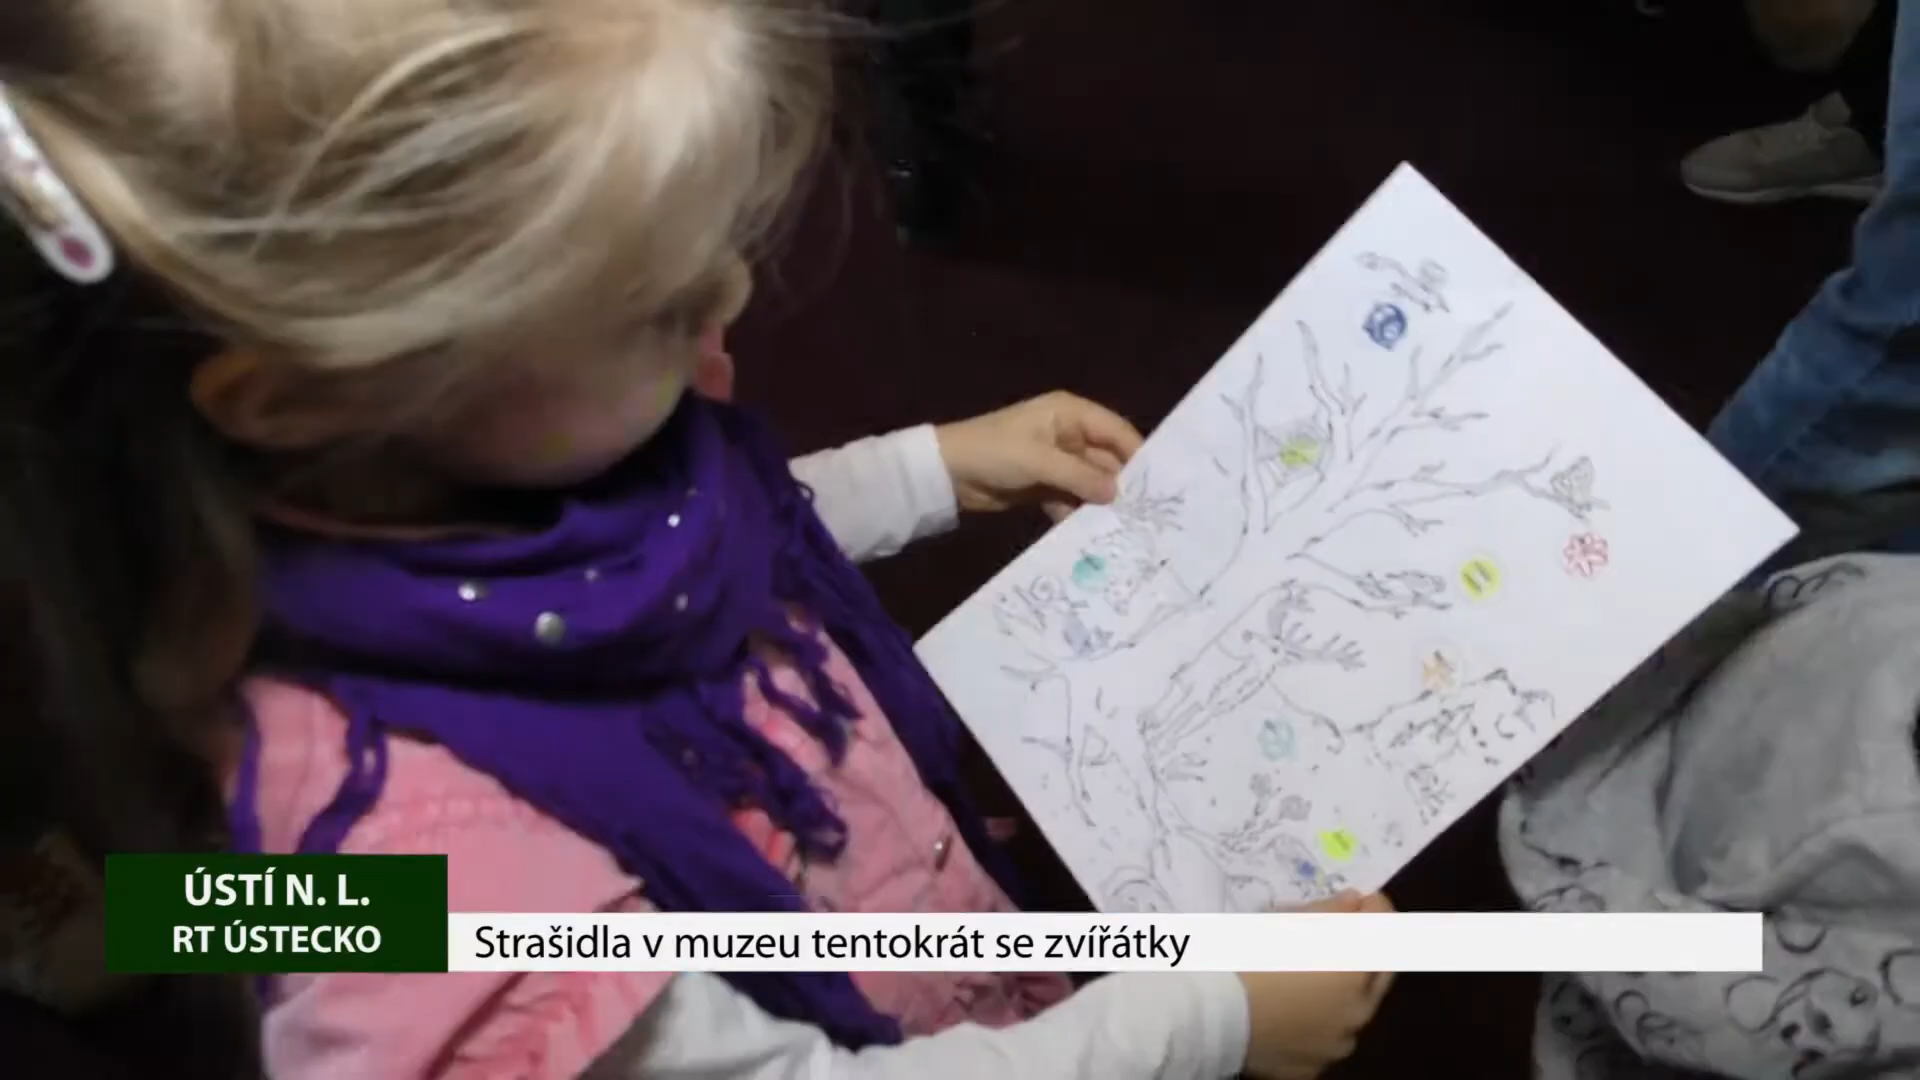 ÚSTÍ N. L.
RT ÚSTECKO
Strašidla v muzeu tentokrát se zvířátky